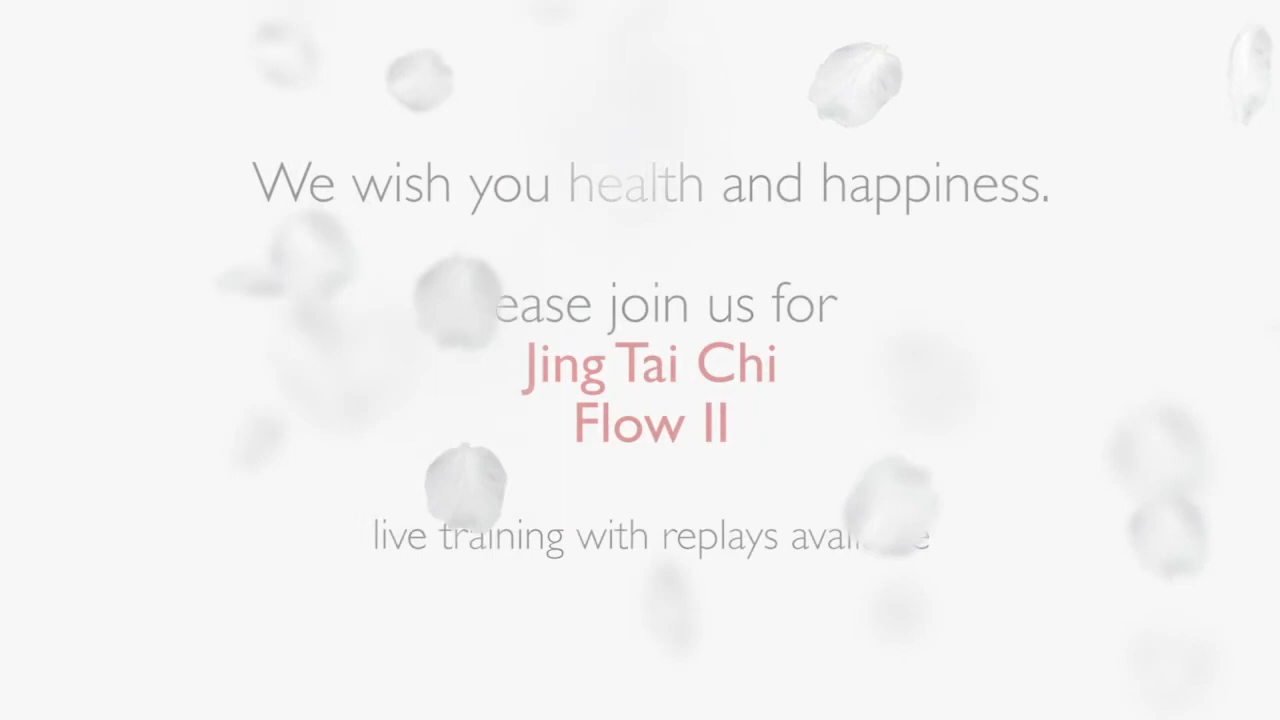 We wish you health and happiness.
ease join us for
Jing Tai Chi
Flow II
live training with replays available